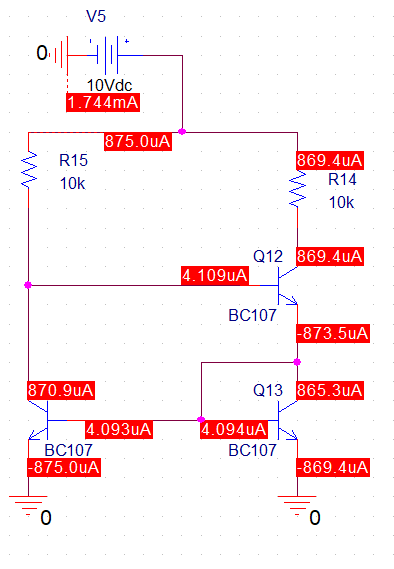 V5
0
10Vdc
1.744mA
875.0uA
869.4uA
R15
10k
R14
10k
Q12
869.4uA
4.109uA
BC107
-873.5uA
870.9uA
Q13
865.3uA
4.093uA
4.094uA
BC107
BC107
-875.0uA
-869.4uA
0
0